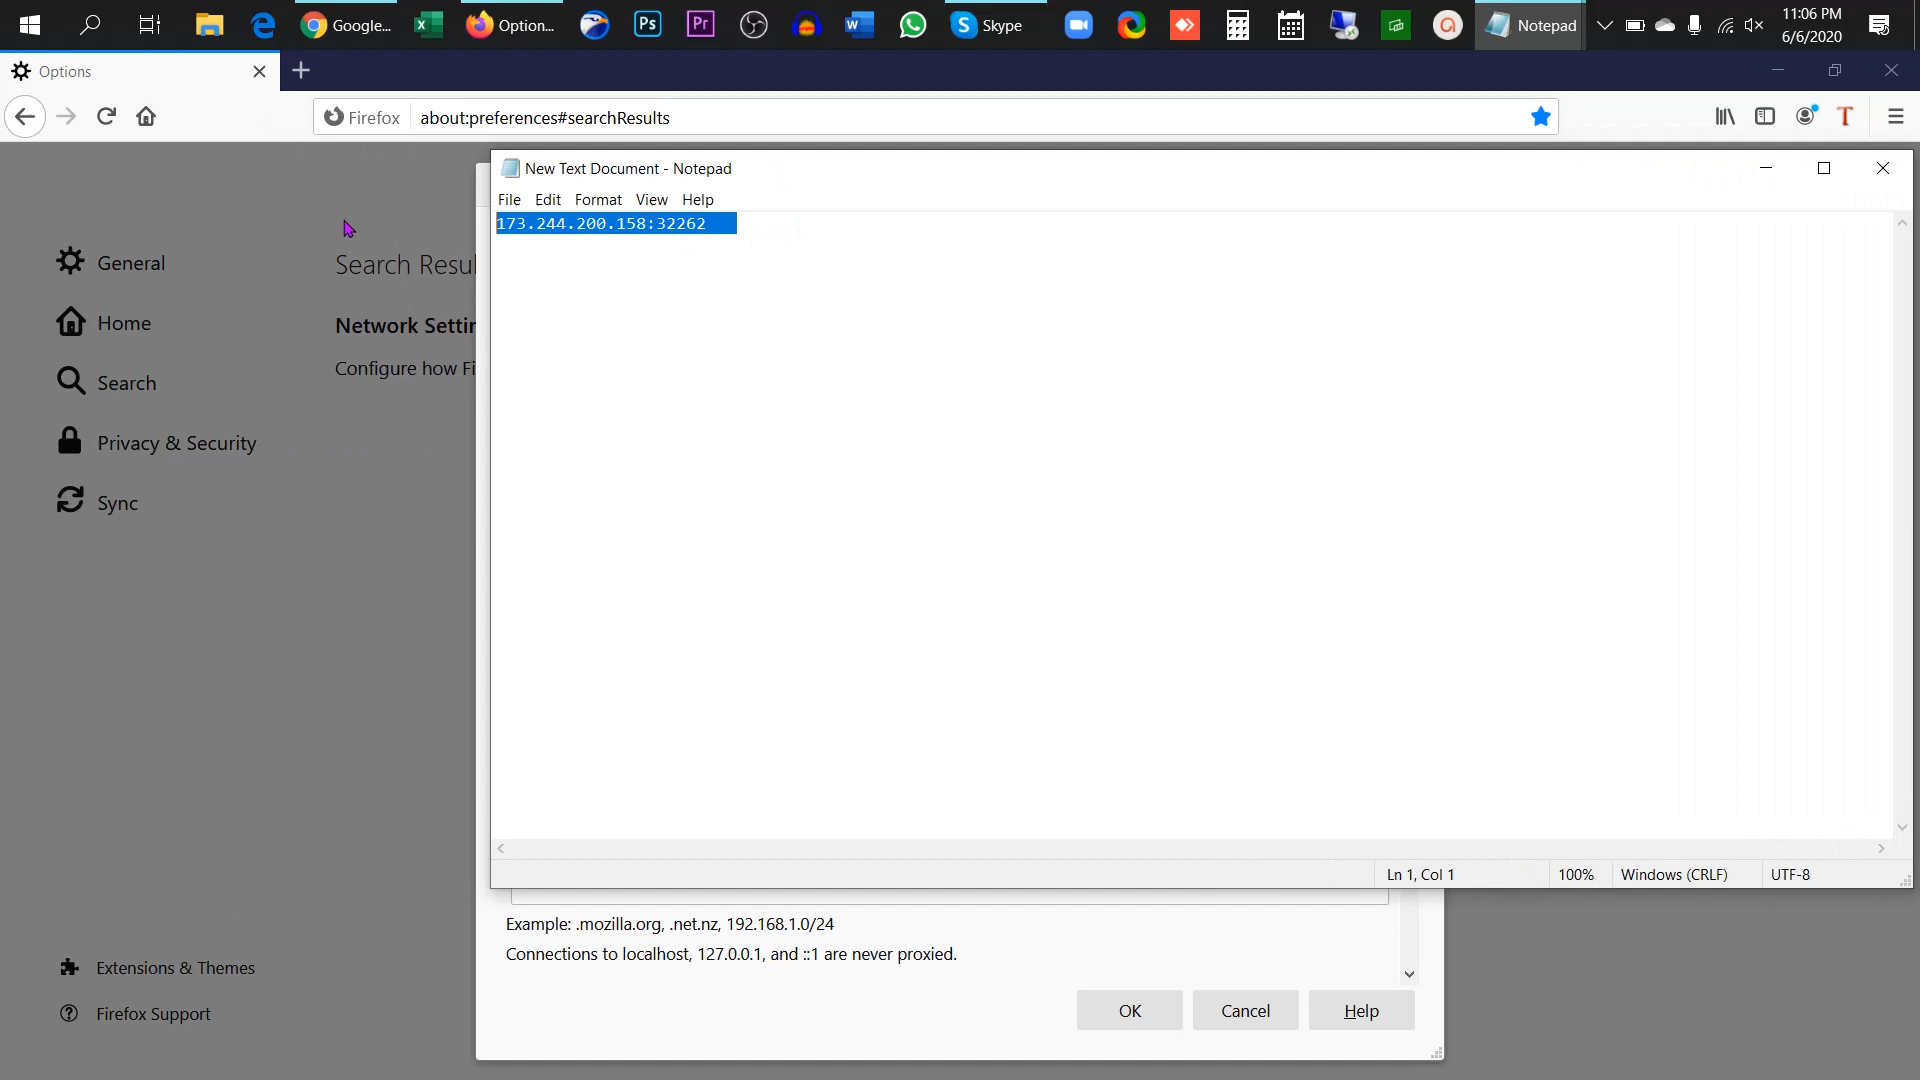 Google...
Option...
Ps
Pr
Skype
Notepad
11:06 PM
6/6/2020
Options
Firefox
about:preferences#searchResults
New Text Document - Notepad
File Edit Format View Help
173.244.200.158:32262
General
Home
Search
Privacy & Security
Sync
Search Resul
Network Settin
Configure how Fi
Ln 1, Col 1
100%
Windows (CRLF)
UTF-8
Example: .mozilla.org, .net.nz, 192.168.1.0/24
Connections to localhost, 127.0.0.1, and ::1 are never proxied.
OK
Cancel
Help
Extensions & Themes
Firefox Support